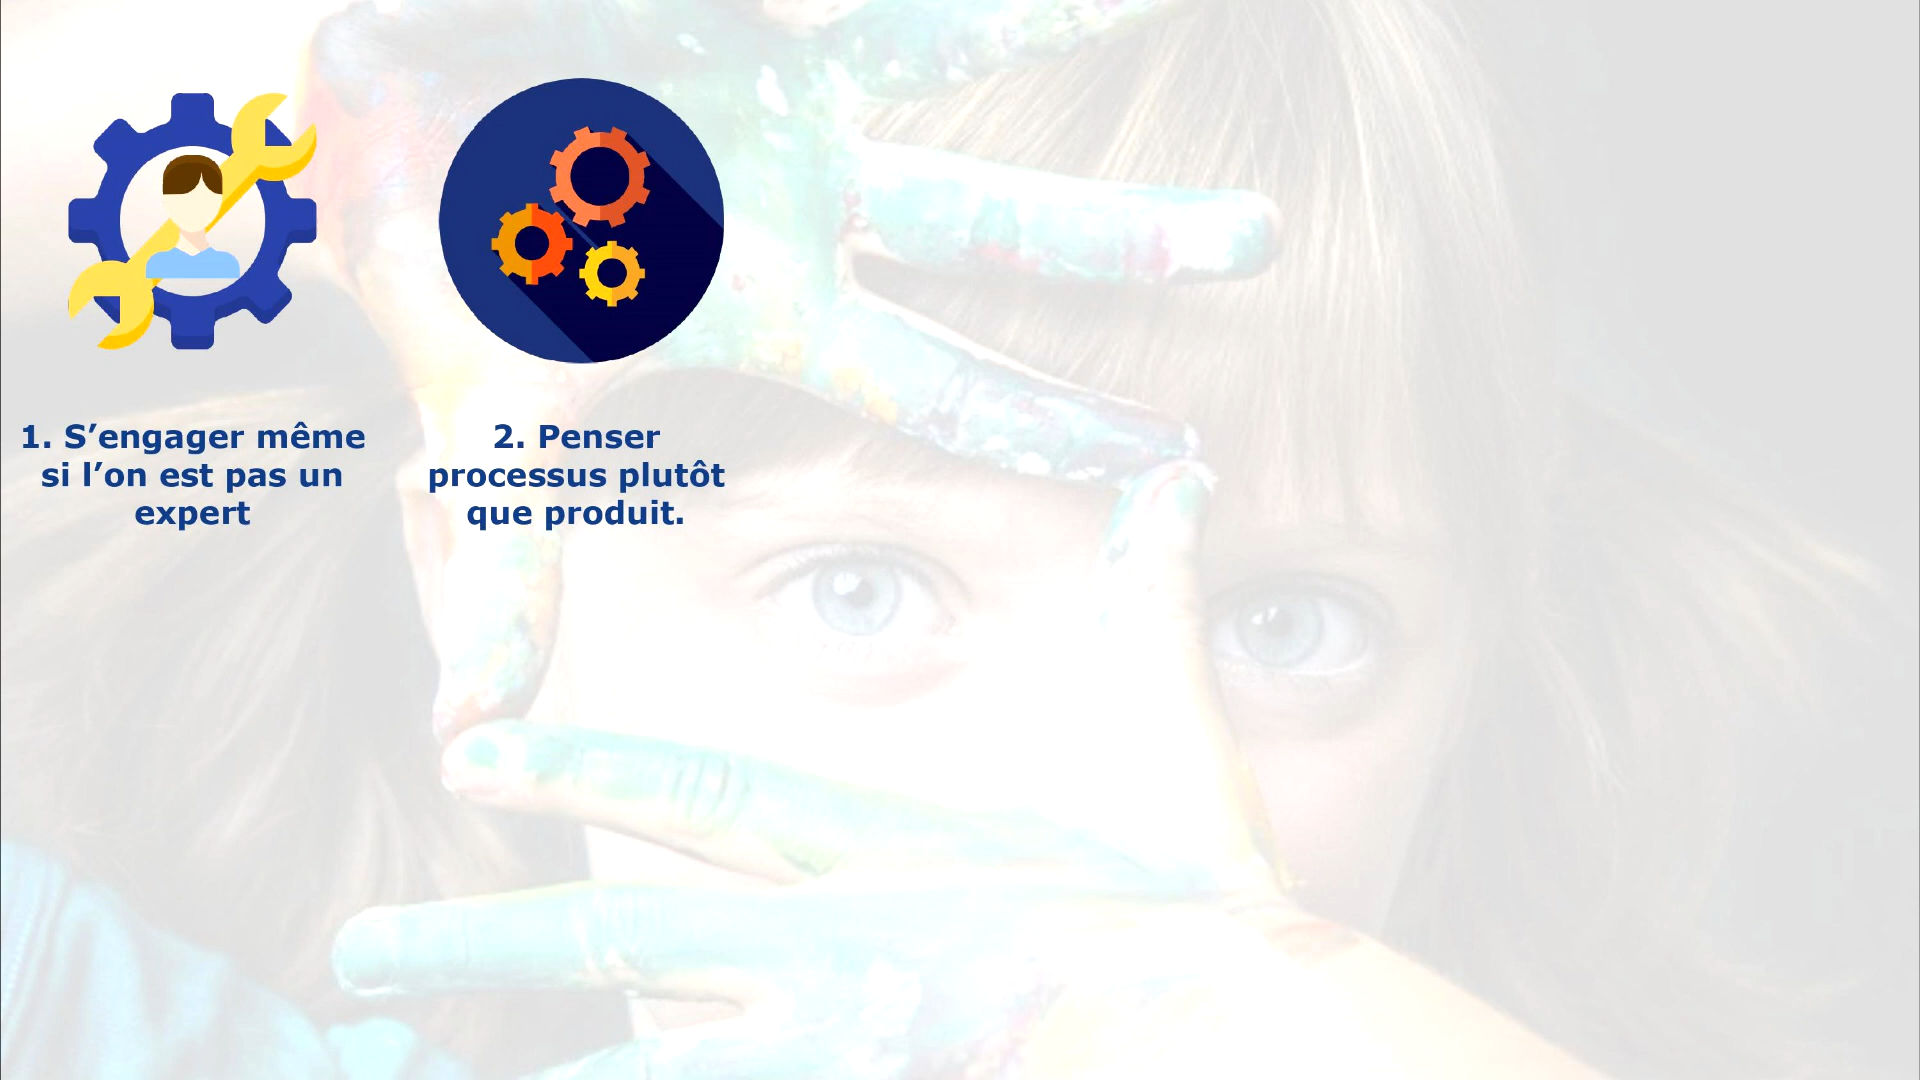 1. S’engager même
si l’on est pas un
expert
2. Penser
processus plutôt
que produit.